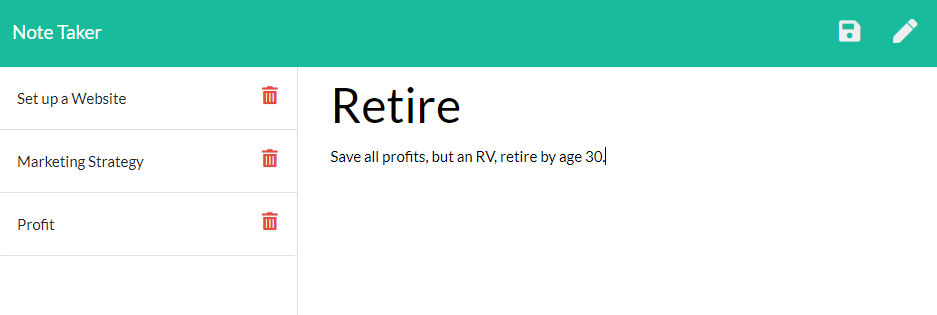 Note Taker
Set up a Website
Marketing Strategy
Profit
Retire
Save all profits, but an RV, retire by age 30.